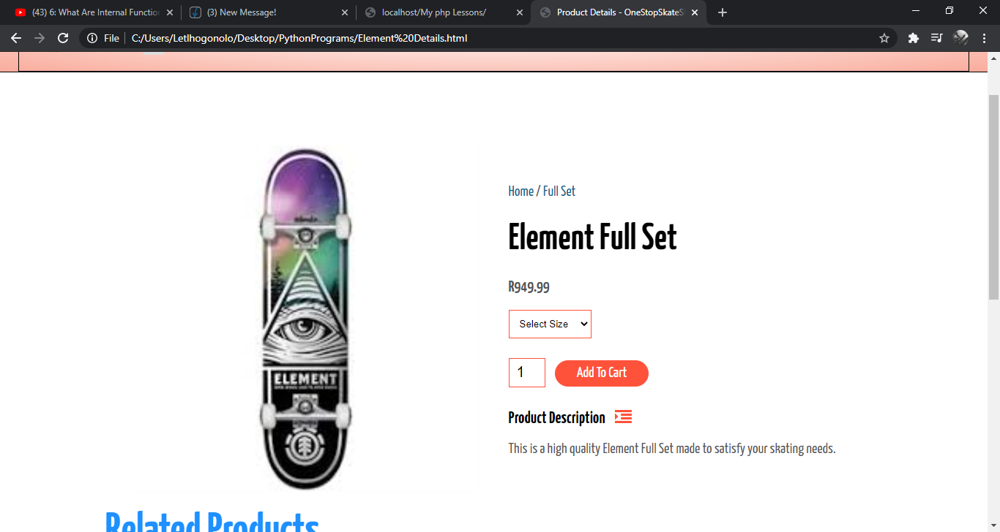 (43) 6: What Are Internal Function
(3) New Message!
localhost/My php Lessons/
Product Details - OneStopSkateS
File
C:/Users/Letlhogonolo/Desktop/PythonPrograms/Element%20Details.html
Home / Full Set
Element Full Set
R949.99
Select Size
1
Add To Cart
Product Description
This is a high quality Element Full Set made to satisfy your skating needs.
ELEMENT
Related Products